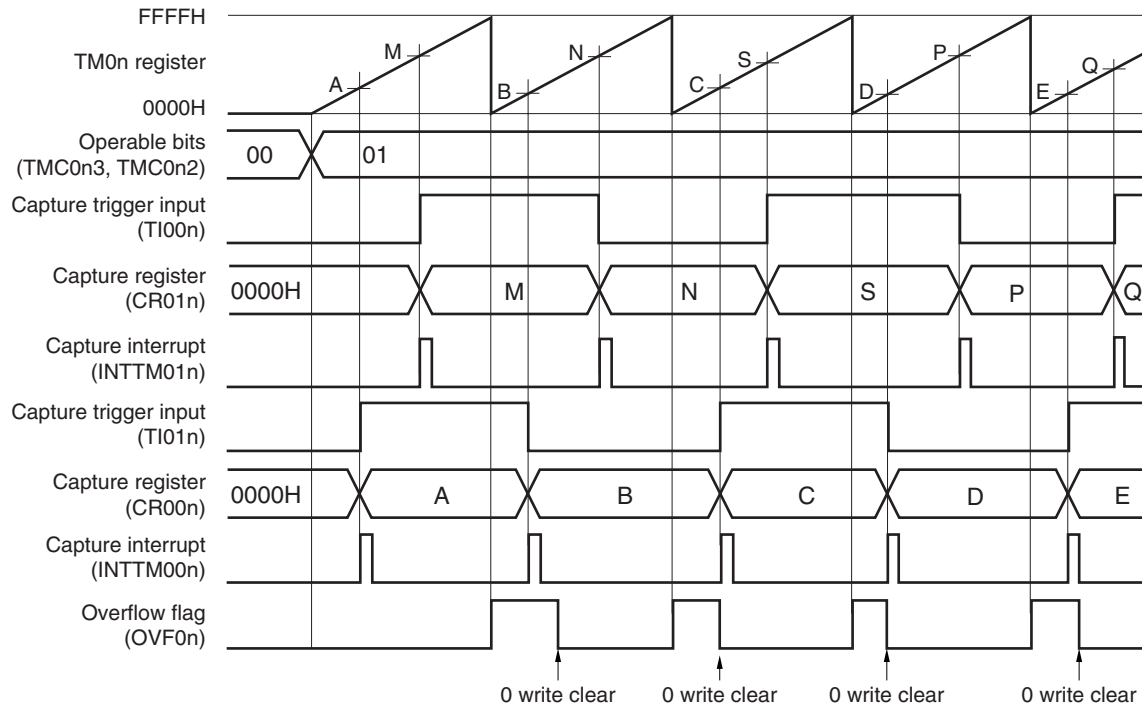 FFFFH
TM0n register
0000H
A M B N C S D P E Q
Operable bits
(TMC0n3, TMC0n2)
00 01
Capture trigger input
(TI00n)
Capture register
(CR01n)
0000H M N S P Q
Capture interrupt
(INTTM01n)
Capture trigger input
(TI01n)
Capture register
(CR00n)
0000H A B C D E
Capture interrupt
(INTTM00n)
Overflow flag
(OVF0n)
0 write clear 0 write clear 0 write clear 0 write clear